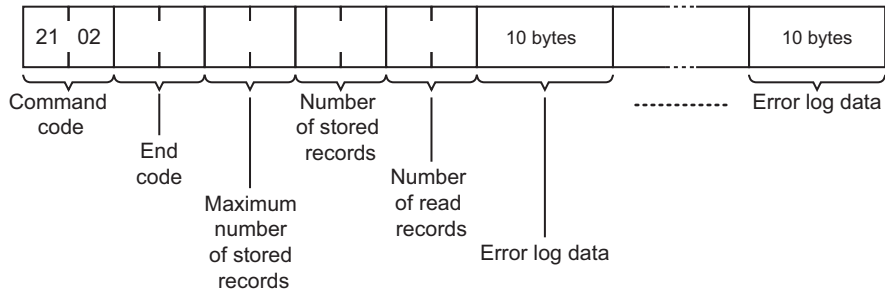 21 02 10 bytes 10 bytes
Command
code
End
code
Maximum
number
of stored
records
Number
of stored
records
Number
of read
records
Error log data
Error log data